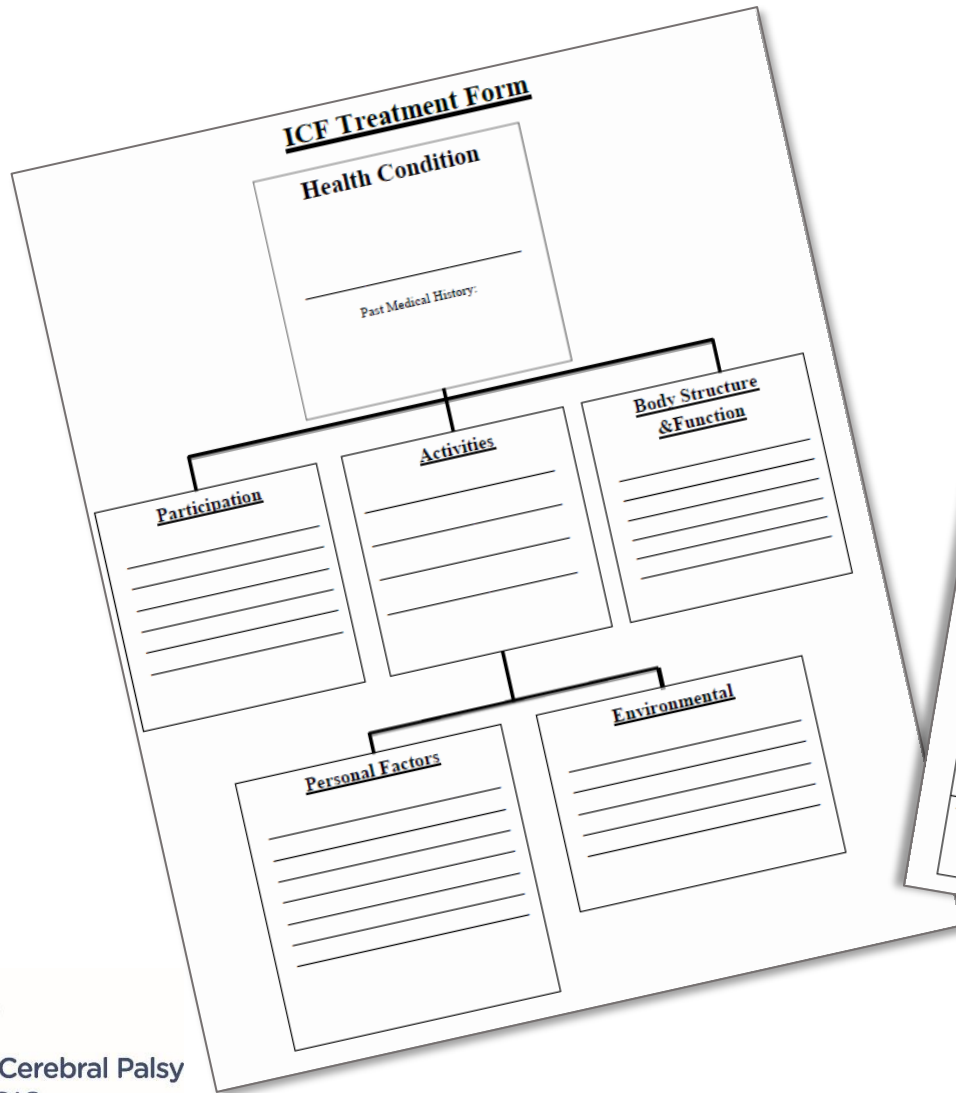 ICF Treatment Form
Health Condition
Past Medical History:
Participation
Activities
Body Structure
&Function
Personal Factors
Environmental
Cerebral Palsy